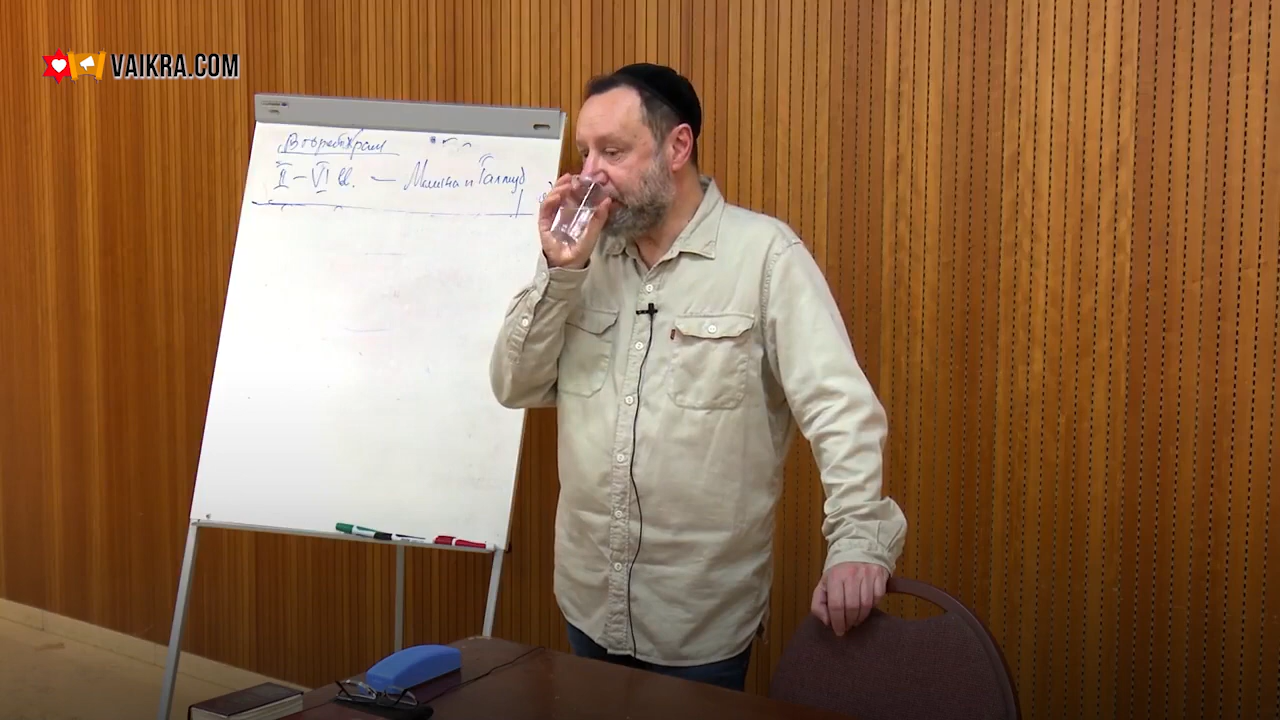 VAIKRA.COM
Второй Храм
II – VI вв. — Мишна и Талмуд